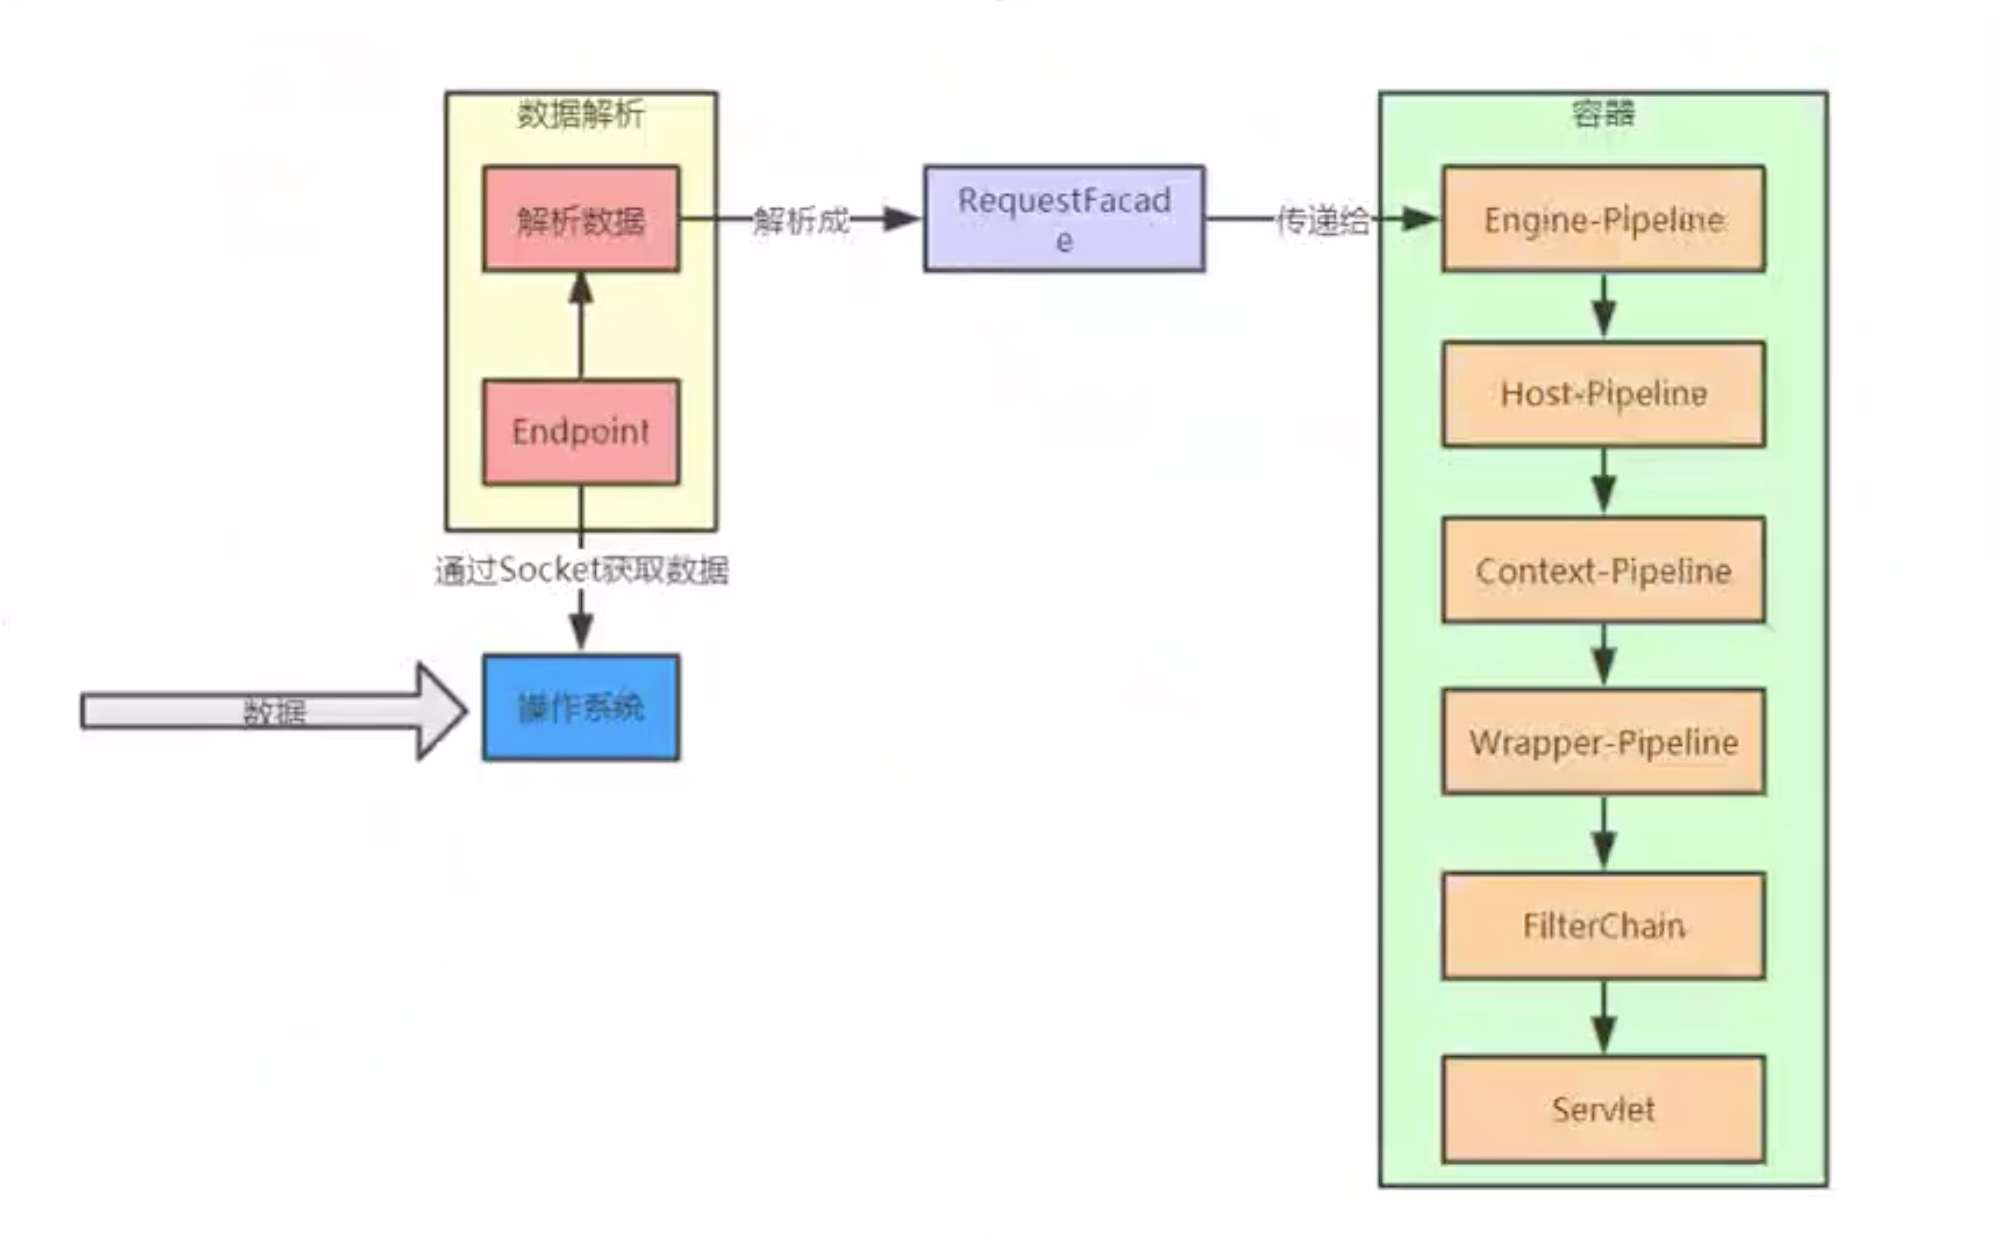 数据解析
解析数据
Endpoint
通过Socket获取数据
数据
操作系统
解析成
RequestFacad
e
传递给
容器
Engine-Pipeline
Host-Pipeline
Context-Pipeline
Wrapper-Pipeline
FilterChain
Servlet